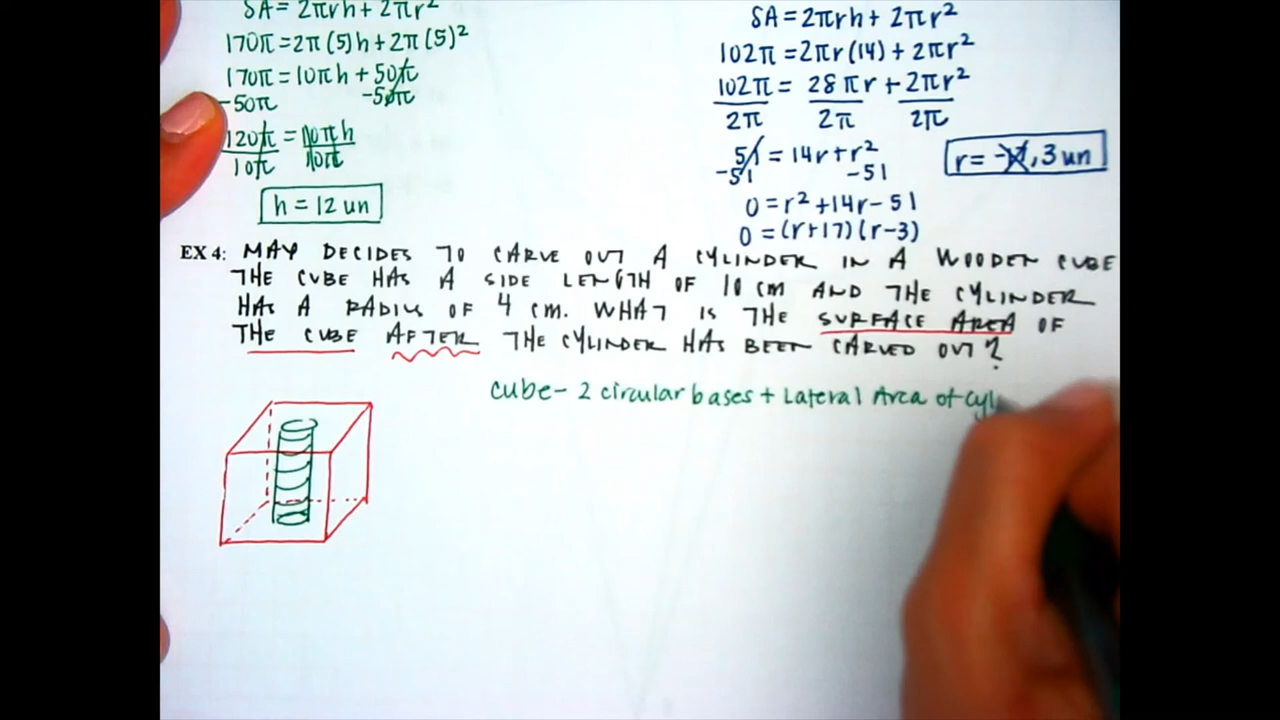 SA = 2πrh + 2πr²
170π = 2π(5)h + 2π(5)²
170π = 10πh + 50π
-50π -50π
120π = 10πh
10π 10π
h = 12 un
SA = 2πrh + 2πr²
102π = 2πr(14) + 2πr²
102π = 28πr + 2πr²
2π 2π 2π
51 = 14r + r²
-51 -51
0 = r² + 14r - 51
0 = (r+17)(r-3)
r = -17, 3 un
EX 4: MAY DECIDES TO CARVE OUT A CYLINDER IN A WOODEN CUBE
THE CUBE HAS A SIDE LENGTH OF 10 CM AND THE CYLINDER
HAS A RADIUS OF 4 CM. WHAT IS THE SURFACE AREA OF
THE CUBE AFTER THE CYLINDER HAS BEEN CARVED OUT?
cube - 2 circular bases + Lateral Area of cyl